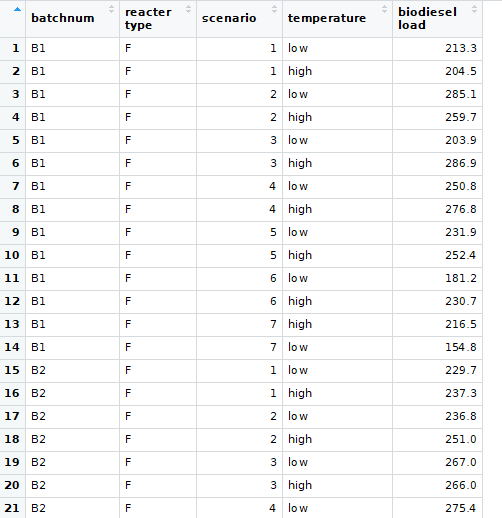 batchnum reacter type scenario temperature biodiesel load
1 B1 F 1 low 213.3
2 B1 F 1 high 204.5
3 B1 F 2 low 285.1
4 B1 F 2 high 259.7
5 B1 F 3 low 203.9
6 B1 F 3 high 286.9
7 B1 F 4 low 250.8
8 B1 F 4 high 276.8
9 B1 F 5 low 231.9
10 B1 F 5 high 252.4
11 B1 F 6 low 181.2
12 B1 F 6 high 230.7
13 B1 F 7 high 216.5
14 B1 F 7 low 154.8
15 B2 F 1 low 229.7
16 B2 F 1 high 237.3
17 B2 F 2 low 236.8
18 B2 F 2 high 251.0
19 B2 F 3 low 267.0
20 B2 F 3 high 266.0
21 B2 F 4 low 275.4